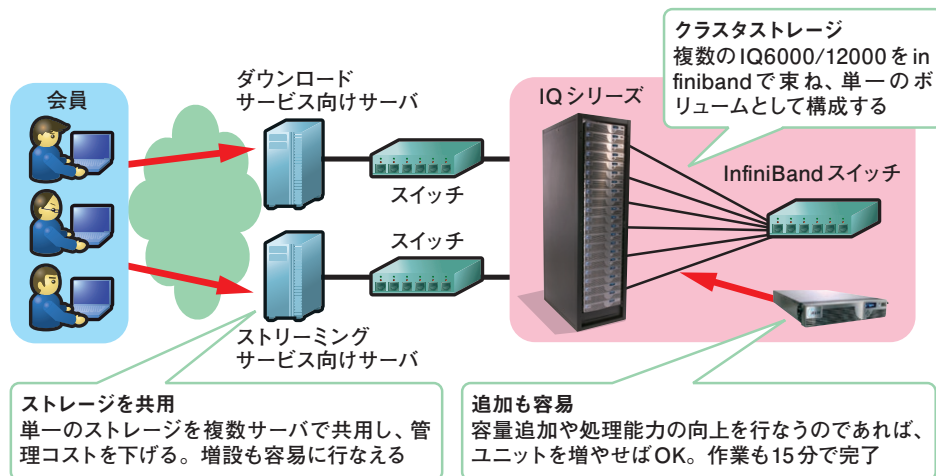 クラスタストレージ
複数のIQ6000/12000をin
finibandで束ね、単一のボ
リュームとして構成する
会員
ダウンロード
サービス向けサーバ
スイッチ
IQシリーズ
InfiniBandスイッチ
スイッチ
ストリーミング
サービス向けサーバ
ストレージを共用
単一のストレージを複数サーバで共用し、管
理コストを下げる。増設も容易に行なえる
追加も容易
容量追加や処理能力の向上を行なうのであれば、
ユニットを増やせばOK。作業も15分で完了